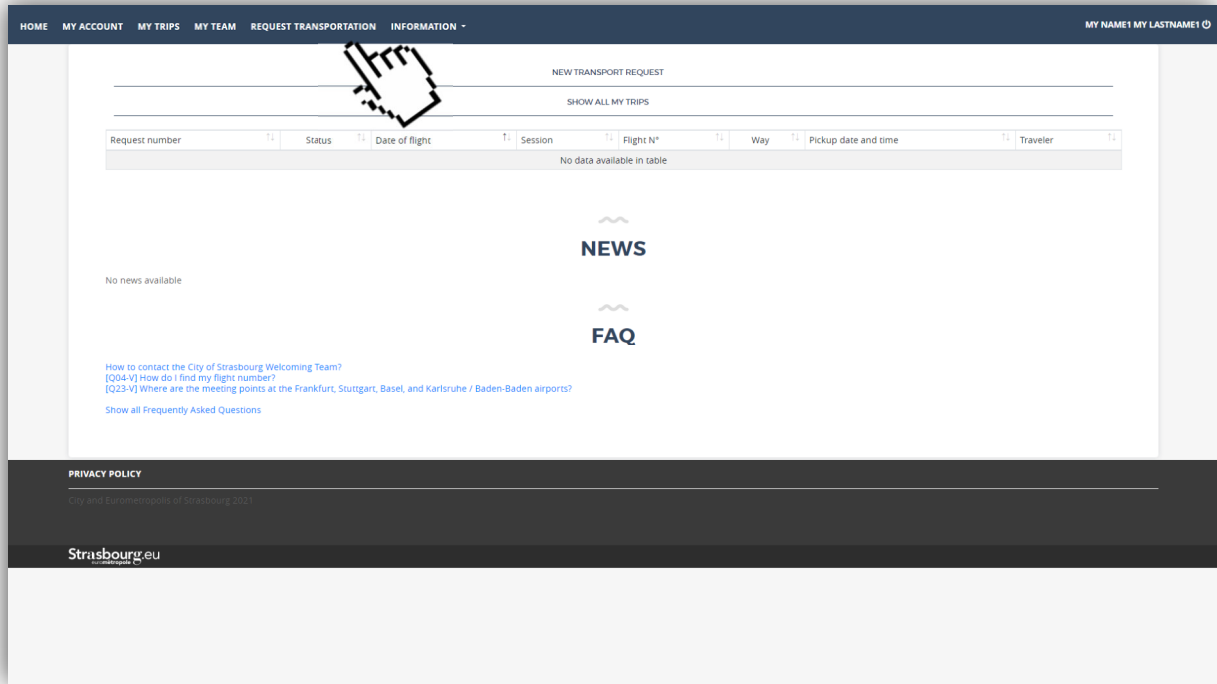 HOME MY ACCOUNT MY TRIPS MY TEAM REQUEST TRANSPORTATION INFORMATION MY NAME1 MY LASTNAME1
NEW TRANSPORT REQUEST
SHOW ALL MY TRIPS
Request number Status Date of flight Session Flight N° Way Pickup date and time Traveler
No data available in table
NEWS
No news available
FAQ
How to contact the City of Strasbourg Welcoming Team?
[Q04-V] How do I find my flight number?
[Q23-V] Where are the meeting points at the Frankfurt, Stuttgart, Basel, and Karlsruhe / Baden-Baden airports?
Show all Frequently Asked Questions
PRIVACY POLICY
City and Eurometropolis of Strasbourg 2021
Strasbourg.eu
eurométropole